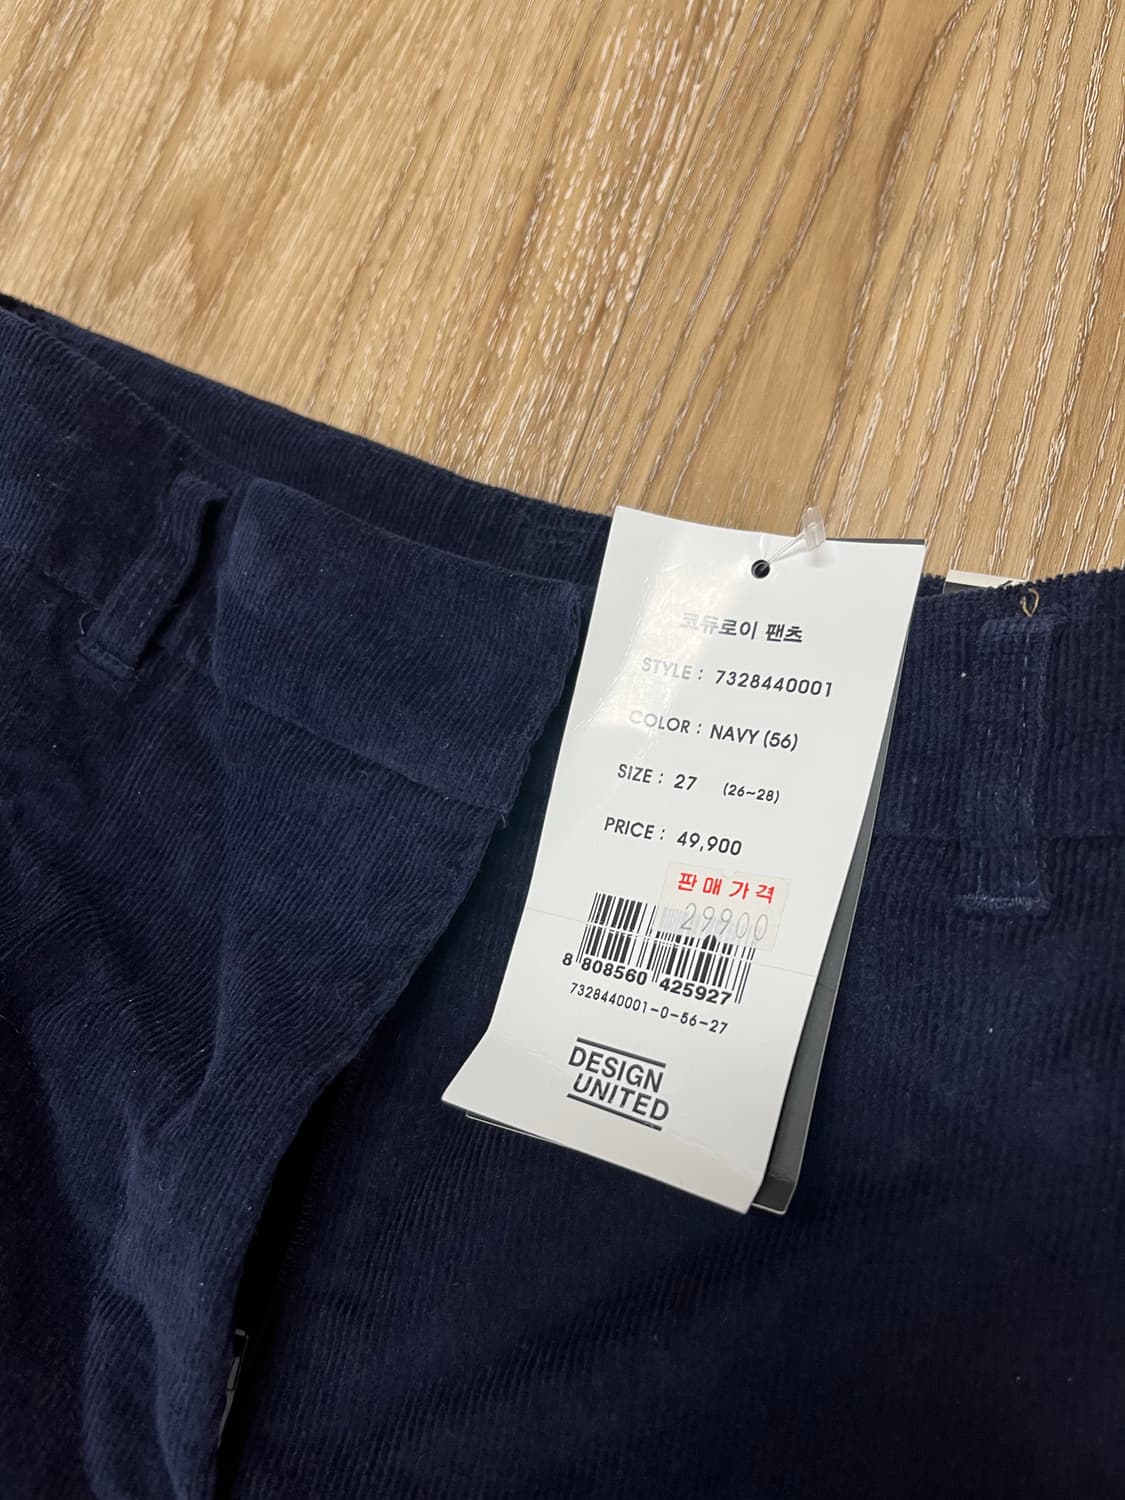 코듀로이 팬츠
STYLE : 7328440001
COLOR : NAVY (56)
SIZE : 27 (26~28)
PRICE : 49,900
판매가격
29900
8 808560 425927
7328440001-0-56-27
DESIGN
UNITED